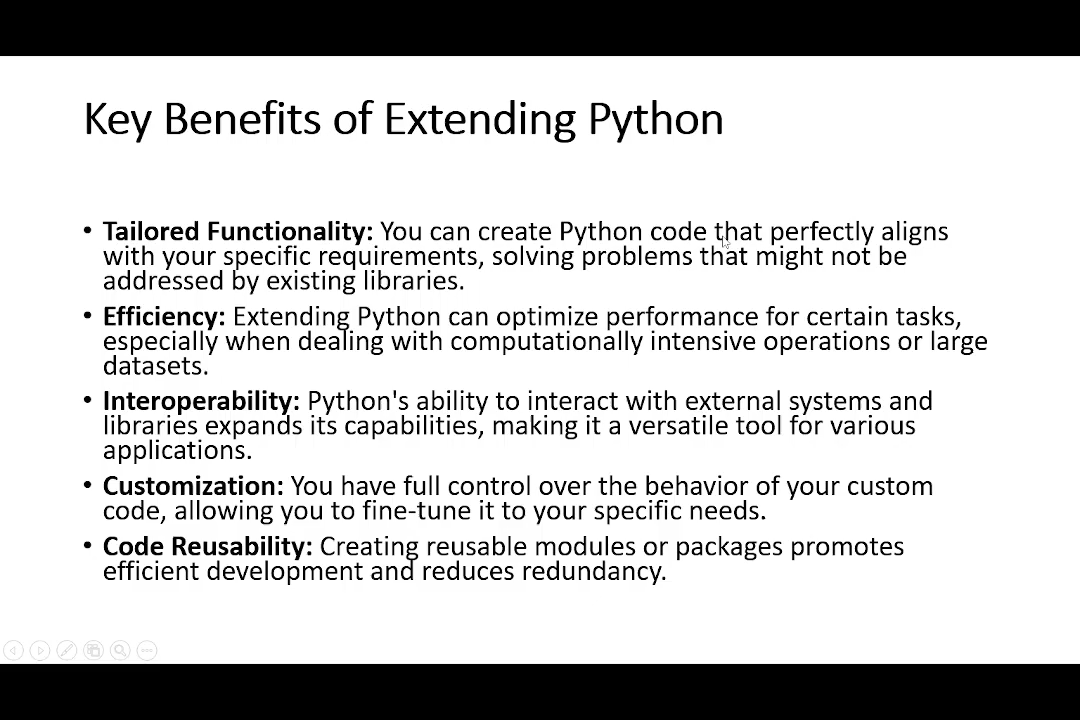 Key Benefits of Extending Python
• Tailored Functionality: You can create Python code that perfectly aligns
with your specific requirements, solving problems that might not be
addressed by existing libraries.
• Efficiency: Extending Python can optimize performance for certain tasks,
especially when dealing with computationally intensive operations or large
datasets.
• Interoperability: Python's ability to interact with external systems and
libraries expands its capabilities, making it a versatile tool for various
applications.
• Customization: You have full control over the behavior of your custom
code, allowing you to fine-tune it to your specific needs.
• Code Reusability: Creating reusable modules or packages promotes
efficient development and reduces redundancy.